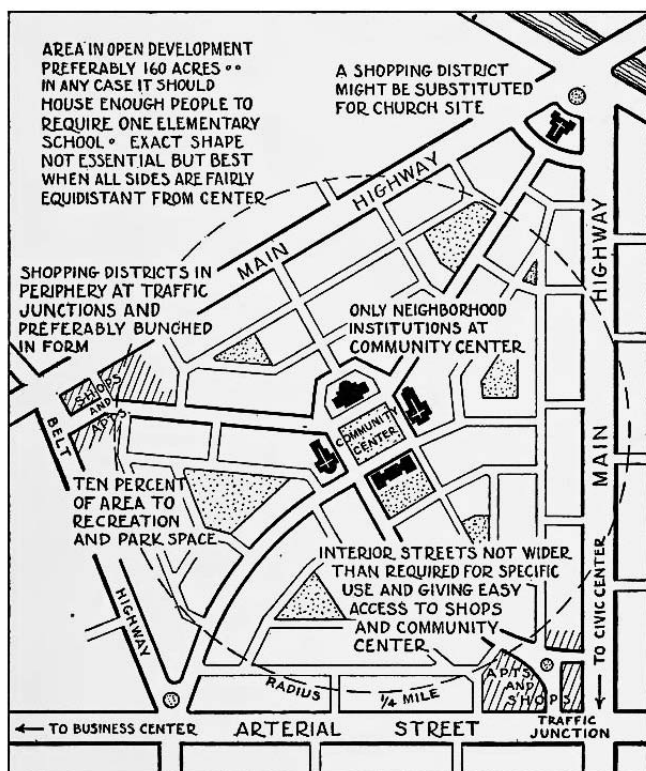 AREA IN OPEN DEVELOPMENT
PREFERABLY 160 ACRES • •
IN ANY CASE IT SHOULD
HOUSE ENOUGH PEOPLE TO
REQUIRE ONE ELEMENTARY
SCHOOL • EXACT SHAPE
NOT ESSENTIAL BUT BEST
WHEN ALL SIDES ARE FAIRLY
EQUIDISTANT FROM CENTER
A SHOPPING DISTRICT
MIGHT BE SUBSTITUTED
FOR CHURCH SITE
MAIN HIGHWAY
HIGHWAY
MAIN
SHOPPING DISTRICTS IN
PERIPHERY AT TRAFFIC
JUNCTIONS AND
PREFERABLY BUNCHED
IN FORM
ONLY NEIGHBORHOOD
INSTITUTIONS AT
COMMUNITY CENTER
SHOPS
AND
APTS
BELT
HIGHWAY
COMMUNITY
CENTER
TEN PERCENT
OF AREA TO
RECREATION
AND PARK SPACE
INTERIOR STREETS NOT WIDER
THAN REQUIRED FOR SPECIFIC
USE AND GIVING EASY
ACCESS TO SHOPS
AND COMMUNITY
CENTER
TO CIVIC CENTER
APTS
AND
SHOPS
RADIUS 1/4 MILE
← TO BUSINESS CENTER
ARTERIAL STREET
TRAFFIC
JUNCTION